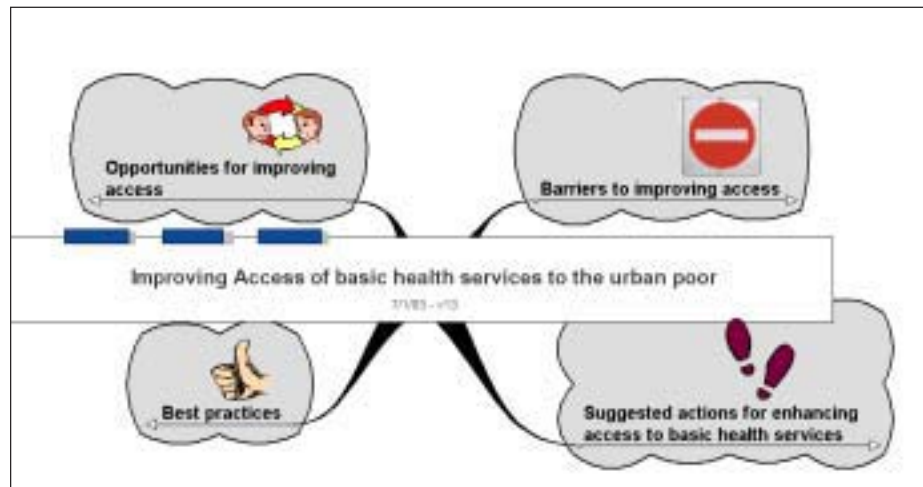 Opportunities for improving
access
Barriers to improving access
Improving Access of basic health services to the urban poor
Best practices
Suggested actions for enhancing
access to basic health services